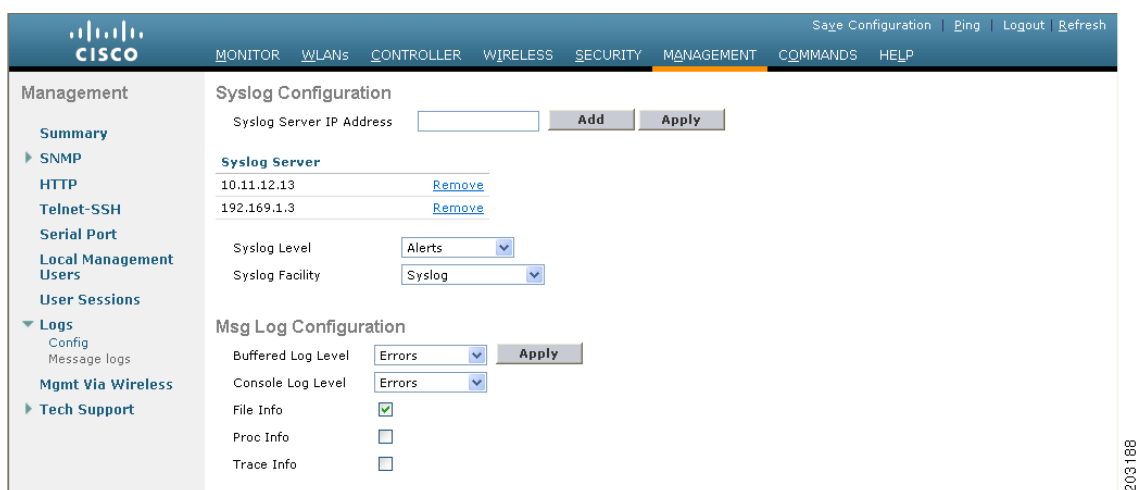 Save Configuration | Ping | Logout | Refresh
CISCO
MONITOR WLANs CONTROLLER WIRELESS SECURITY MANAGEMENT COMMANDS HELP
Management
Summary
SNMP
HTTP
Telnet-SSH
Serial Port
Local Management
Users
User Sessions
Logs
Config
Message logs
Mgmt Via Wireless
Tech Support
Syslog Configuration
Syslog Server IP Address Add Apply
Syslog Server
10.11.12.13 Remove
192.169.1.3 Remove
Syslog Level Alerts
Syslog Facility Syslog
Msg Log Configuration
Buffered Log Level Errors Apply
Console Log Level Errors
File Info
Proc Info
Trace Info
203188